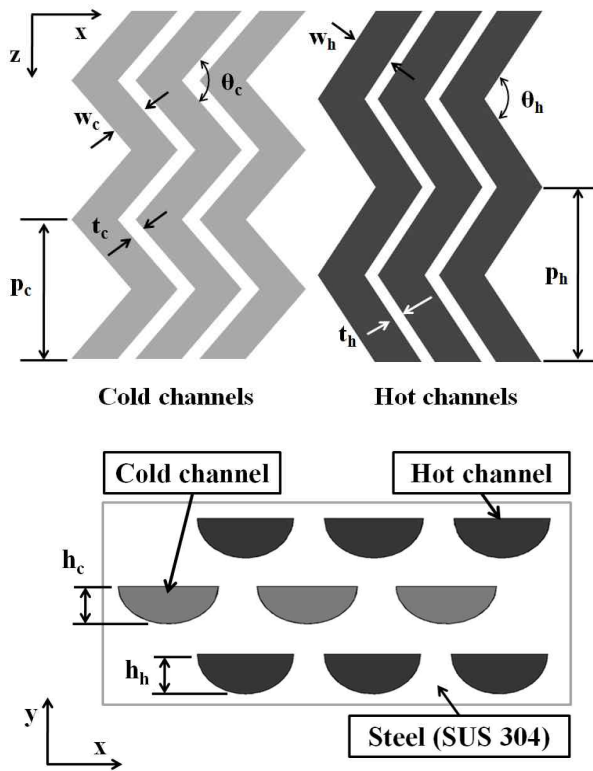 x
z
w_c
θ_c
t_c
p_c
w_h
θ_h
t_h
p_h
Cold channels
Hot channels
Cold channel
Hot channel
h_c
h_h
y
x
Steel (SUS 304)